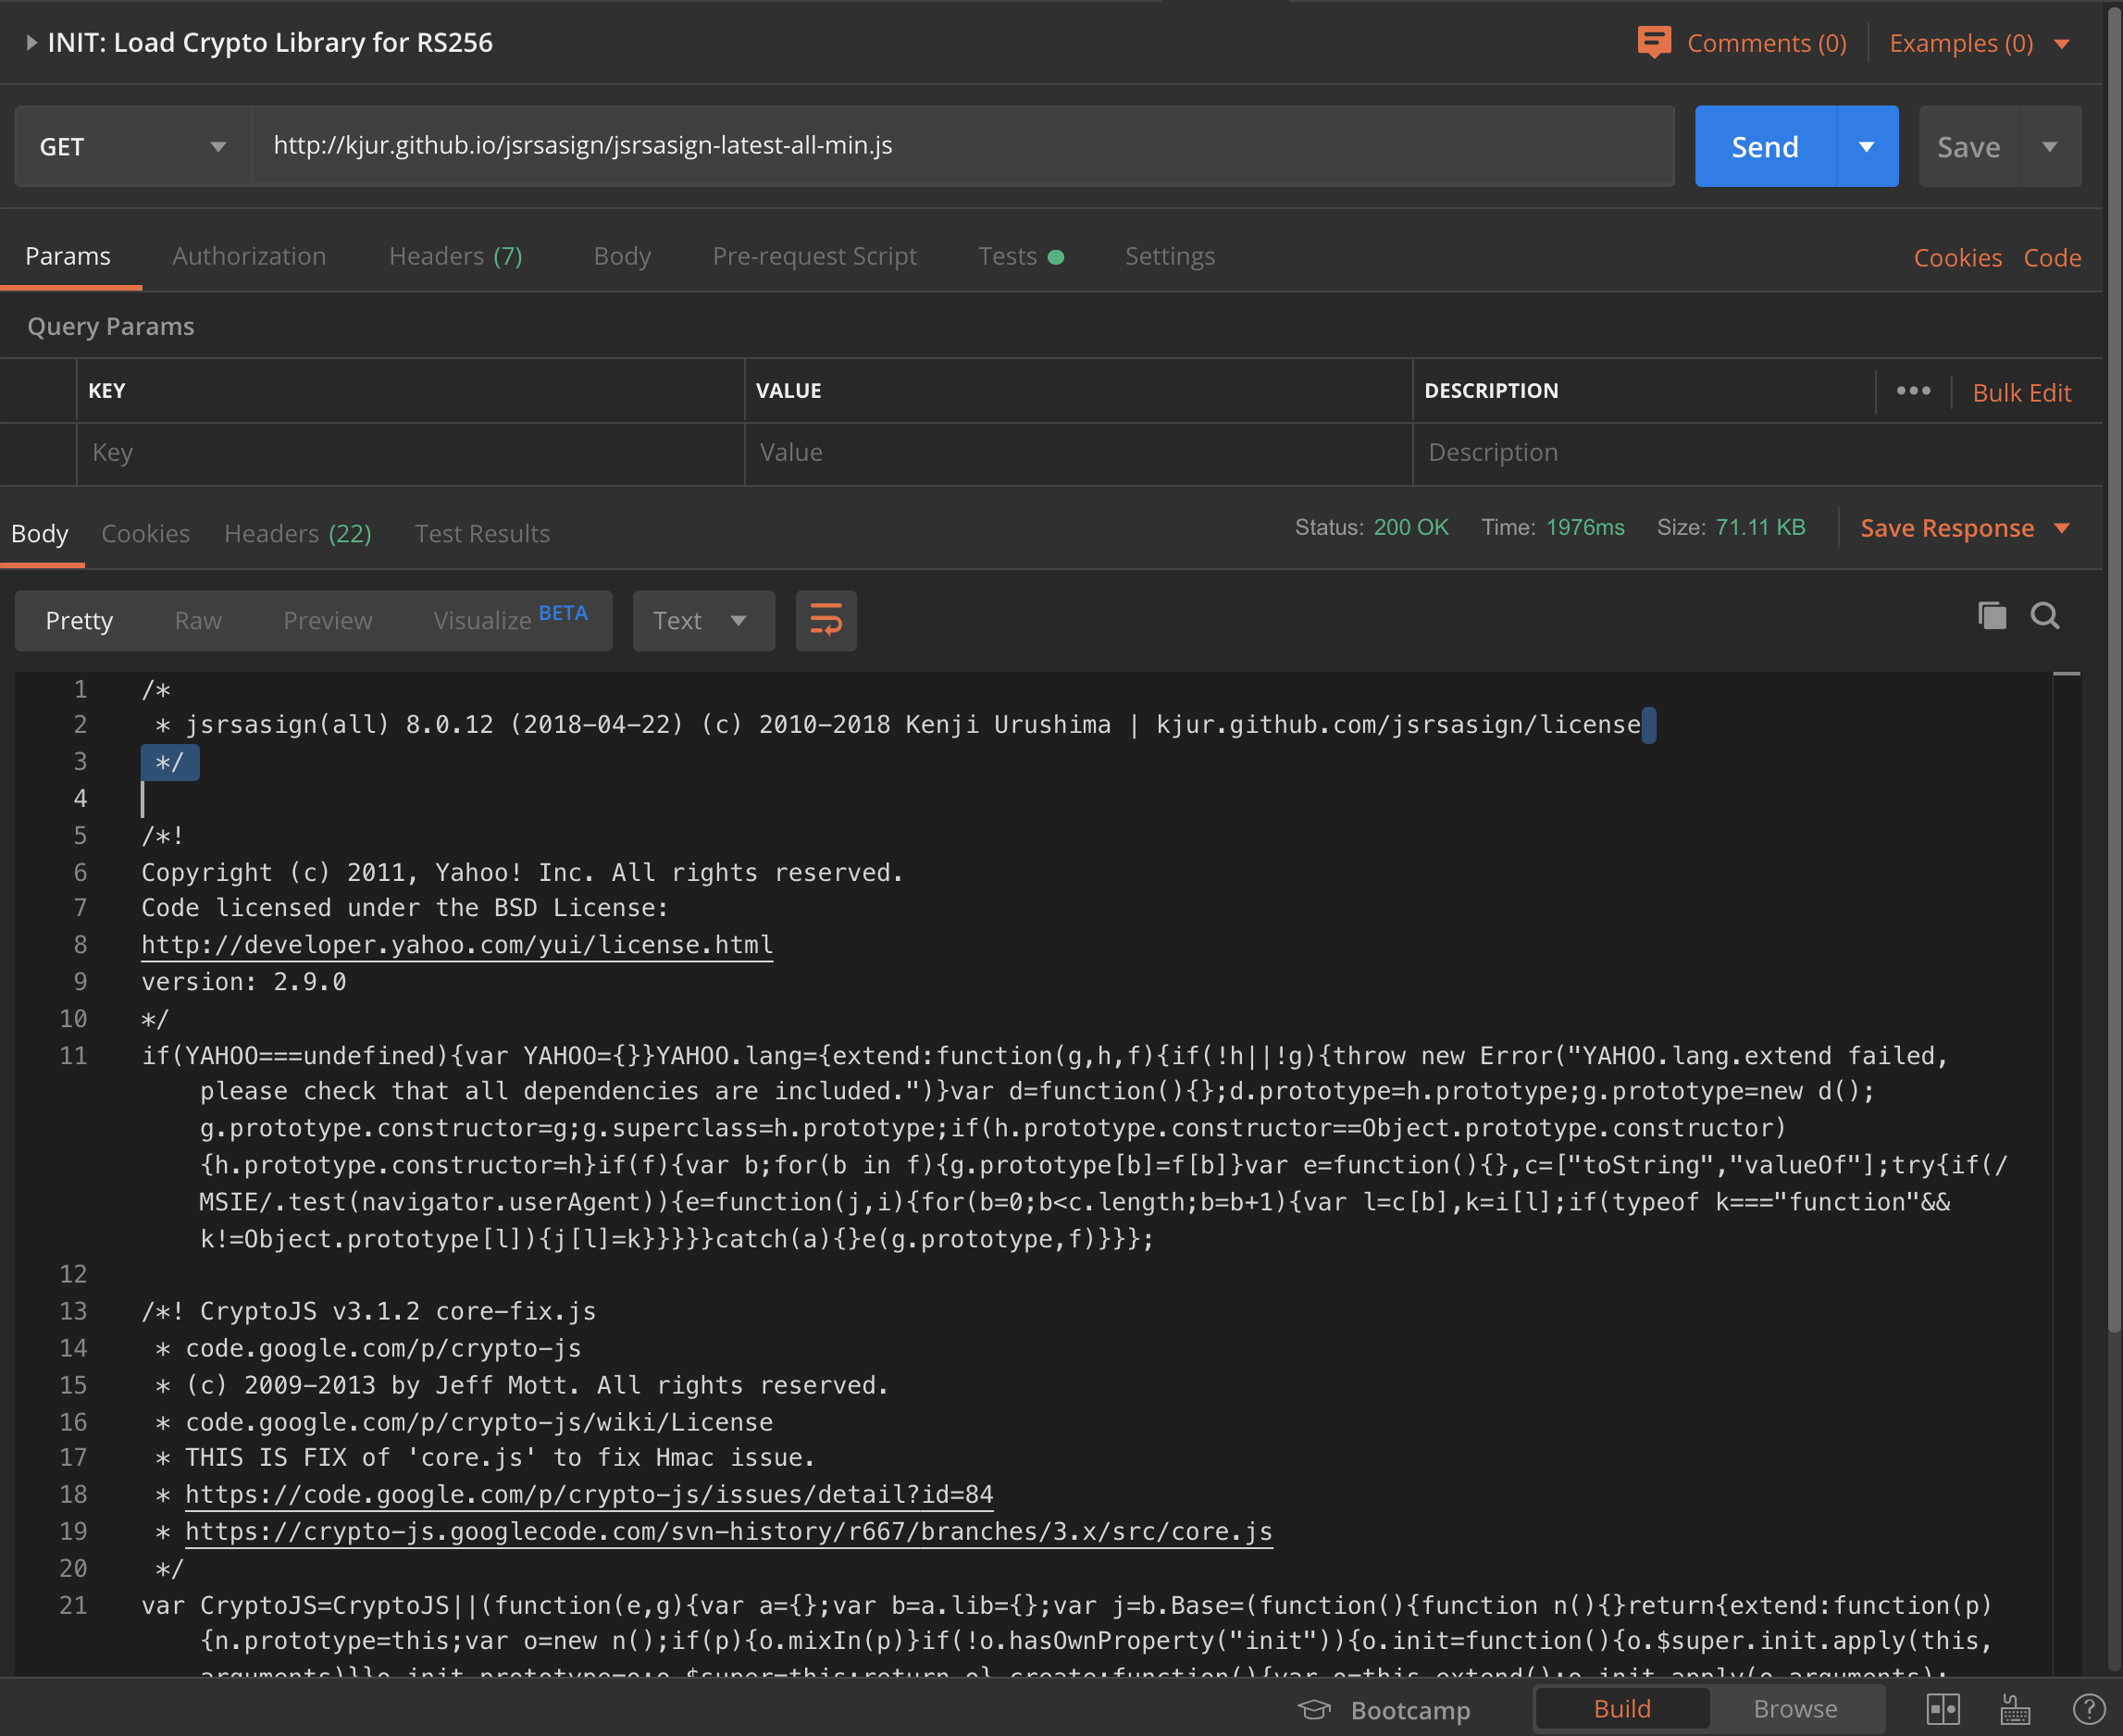 INIT: Load Crypto Library for RS256
Comments (0)
Examples (0)
GET
http://kjur.github.io/jsrsasign/jsrsasign-latest-all-min.js
Send
Save
Params
Authorization
Headers (7)
Body
Pre-request Script
Tests
Settings
Cookies
Code
Query Params
KEY
VALUE
DESCRIPTION
Bulk Edit
Key
Value
Description
Body
Cookies
Headers (22)
Test Results
Status: 200 OK
Time: 1976ms
Size: 71.11 KB
Save Response
Pretty
Raw
Preview
Visualize BETA
Text
1 /*
2 * jsrsasign(all) 8.0.12 (2018-04-22) (c) 2010-2018 Kenji Urushima | kjur.github.com/jsrsasign/license
3 */
4
5 /*!
6 Copyright (c) 2011, Yahoo! Inc. All rights reserved.
7 Code licensed under the BSD License:
8 http://developer.yahoo.com/yui/license.html
9 version: 2.9.0
10 */
11 if(YAHOO===undefined){var YAHOO={}}YAHOO.lang={extend:function(g,h,f){if(!h||!g){throw new Error("YAHOO.lang.extend failed,
please check that all dependencies are included.")}var d=function(){};d.prototype=h.prototype;g.prototype=new d();
g.prototype.constructor=g;g.superclass=h.prototype;if(h.prototype.constructor==Object.prototype.constructor)
{h.prototype.constructor=h}if(f){var b;for(b in f){g.prototype[b]=f[b]}var e=function(){},c=["toString","valueOf"];try{if(/
MSIE/.test(navigator.userAgent)){e=function(j,i){for(b=0;b<c.length;b=b+1){var l=c[b],k=i[l];if(typeof k==="function"&&
k!=Object.prototype[l]){j[l]=k}}}}}catch(a){}e(g.prototype,f)}}};
12
13 /*! CryptoJS v3.1.2 core-fix.js
14 * code.google.com/p/crypto-js
15 * (c) 2009-2013 by Jeff Mott. All rights reserved.
16 * code.google.com/p/crypto-js/wiki/License
17 * THIS IS FIX of 'core.js' to fix Hmac issue.
18 * https://code.google.com/p/crypto-js/issues/detail?id=84
19 * https://crypto-js.googlecode.com/svn-history/r667/branches/3.x/src/core.js
20 */
21 var CryptoJS=CryptoJS||(function(e,g){var a={};var b=a.lib={};var j=b.Base=(function(){function n(){}return{extend:function(p)
{n.prototype=this;var o=new n();if(p){o.mixIn(p)}if(!o.hasOwnProperty("init")){o.init=function(){o.$super.init.apply(this,
arguments)}}o.init.prototype=o;o.$super=this;return o},create:function(){var o=this.extend();o.init.apply(o,arguments);
Bootcamp
Build
Browse